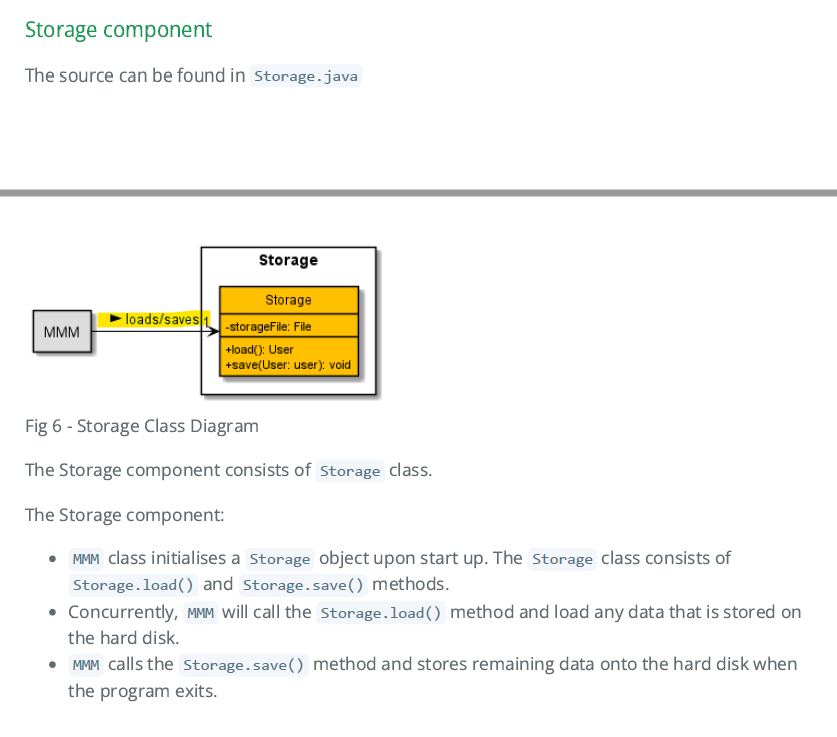 Storage component
The source can be found in Storage.java
Storage
Storage
MMM
► loads/saves 1
-storageFile: File
+load(): User
+save(User: user): void
Fig 6 - Storage Class Diagram
The Storage component consists of Storage class.
The Storage component:
• MMM class initialises a Storage object upon start up. The Storage class consists of
Storage.load() and Storage.save() methods.
• Concurrently, MMM will call the Storage.load() method and load any data that is stored on
the hard disk.
• MMM calls the Storage.save() method and stores remaining data onto the hard disk when
the program exits.